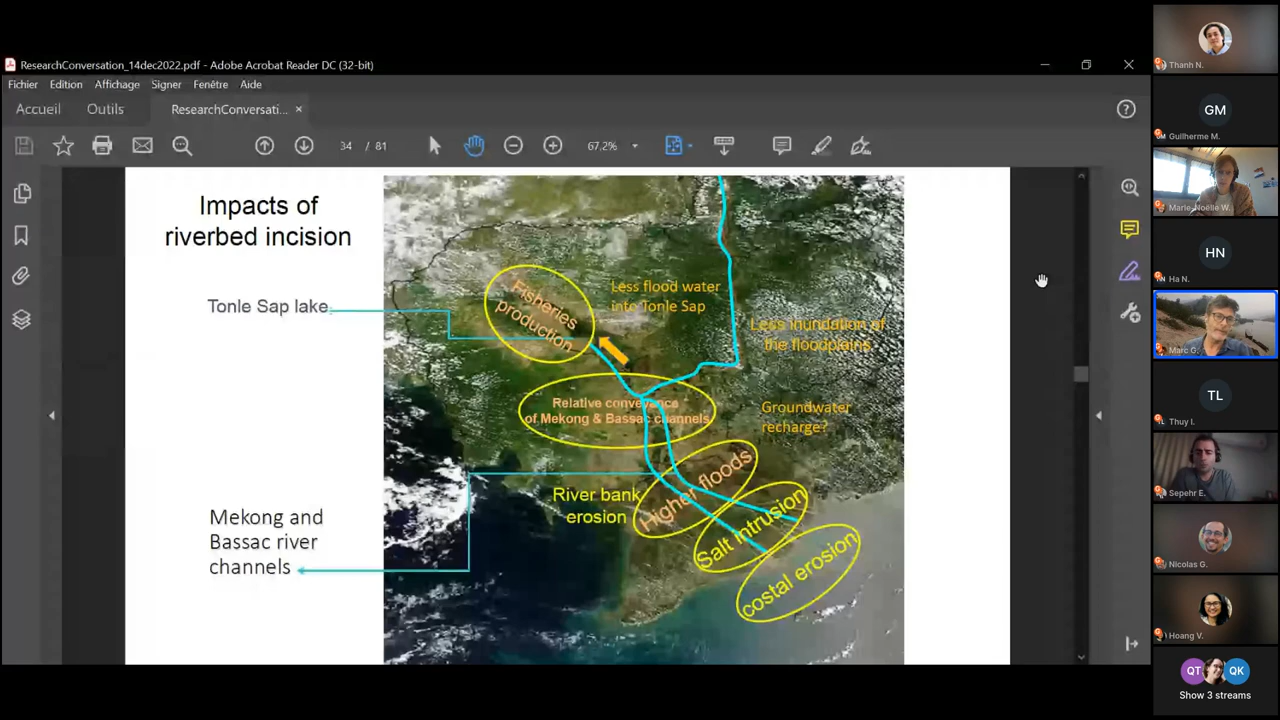 ResearchConversation_14dec2022.pdf - Adobe Acrobat Reader DC (32-bit)
Fichier Edition Affichage Signer Fenêtre Aide
Accueil Outils ResearchConversati... ×
34 / 81 67.2%
Impacts of
riverbed incision
Tonle Sap lake
Fisheries
production
Less flood water
into Tonle Sap
Less inundation of
the floodplains
Relative conveyance
of Mekong & Bassac channels
Groundwater
recharge?
Higher floods
River bank
erosion
Salt intrusion
costal erosion
Mekong and
Bassac river
channels
Thanh N.
GM
Guilherme M.
Marie-Noëlle W.
HN
Ha N.
Marc G.
TL
Thuy l.
Sepehr E.
Nicolas G.
Hoang V.
QT QK
Show 3 streams